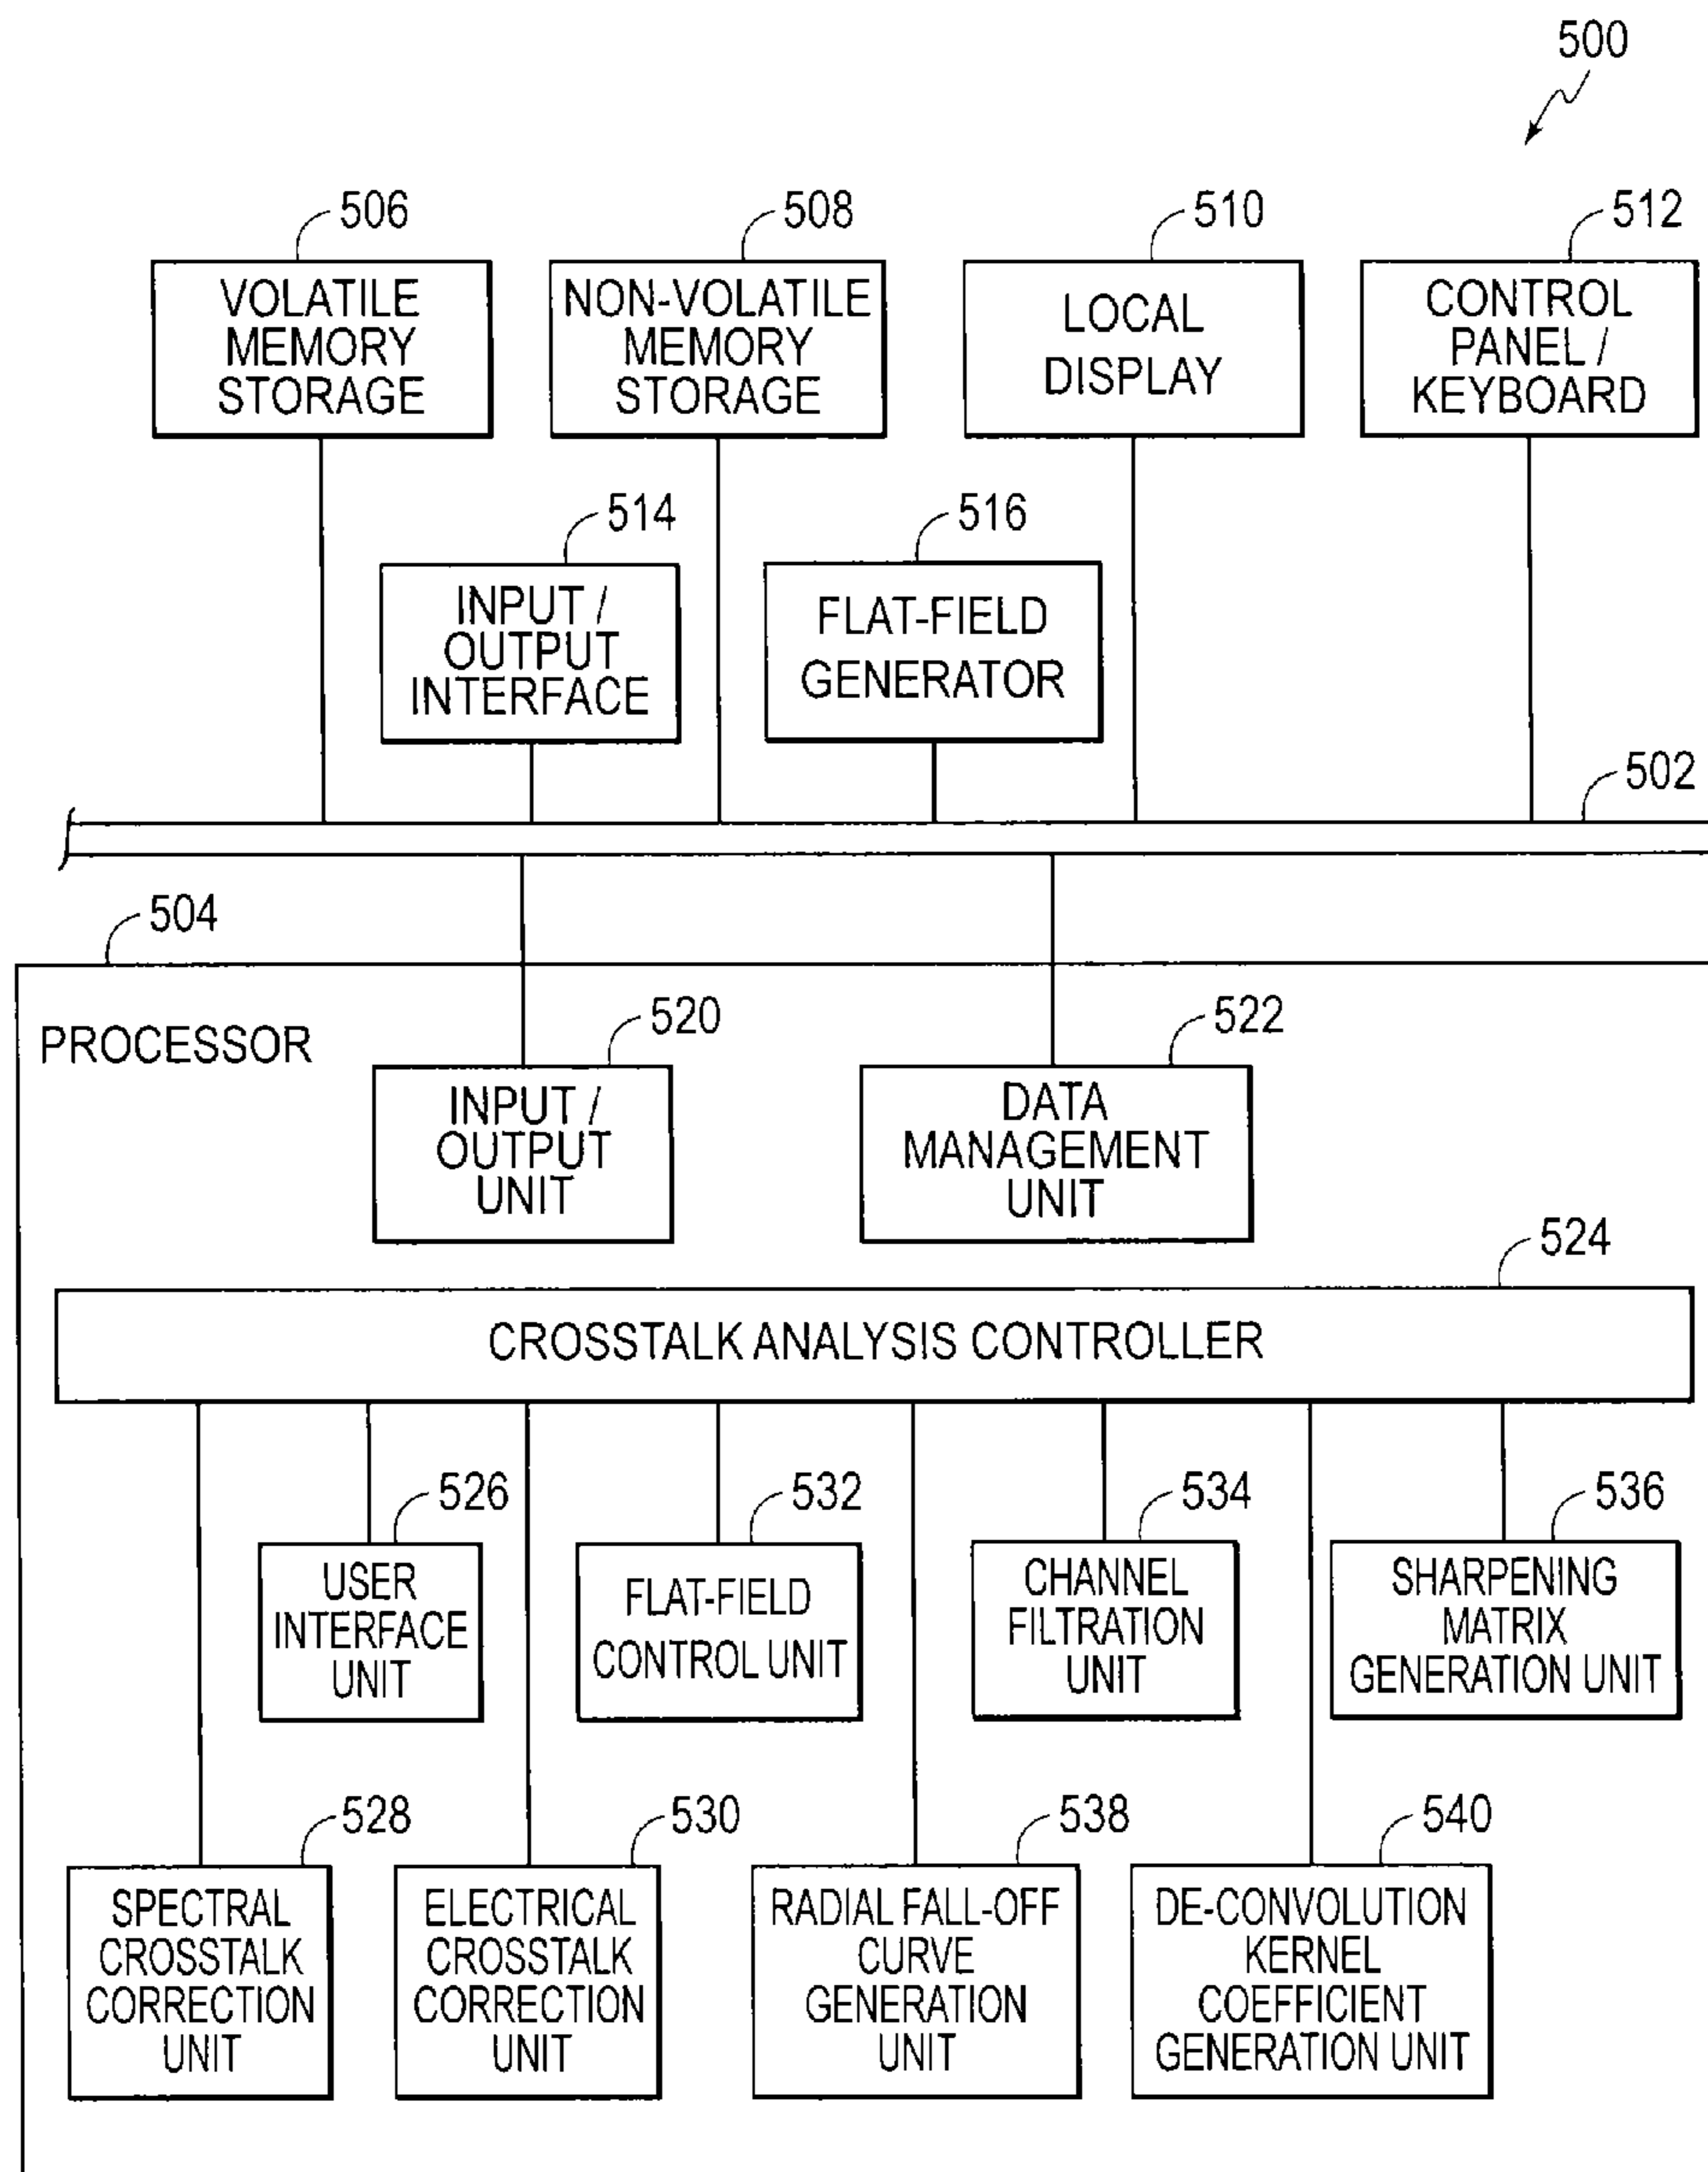 500
506
508
510
512
VOLATILE
MEMORY
STORAGE
NON-VOLATILE
MEMORY
STORAGE
LOCAL
DISPLAY
CONTROL
PANEL /
KEYBOARD
514
516
INPUT /
OUTPUT
INTERFACE
FLAT-FIELD
GENERATOR
502
504
PROCESSOR
520
522
INPUT /
OUTPUT
UNIT
DATA
MANAGEMENT
UNIT
524
CROSSTALK ANALYSIS CONTROLLER
526
532
534
536
USER
INTERFACE
UNIT
FLAT-FIELD
CONTROL UNIT
CHANNEL
FILTRATION
UNIT
SHARPENING
MATRIX
GENERATION UNIT
528
530
538
540
SPECTRAL
CROSSTALK
CORRECTION
UNIT
ELECTRICAL
CROSSTALK
CORRECTION
UNIT
RADIAL FALL-OFF
CURVE
GENERATION
UNIT
DE-CONVOLUTION
KERNEL
COEFFICIENT
GENERATION UNIT